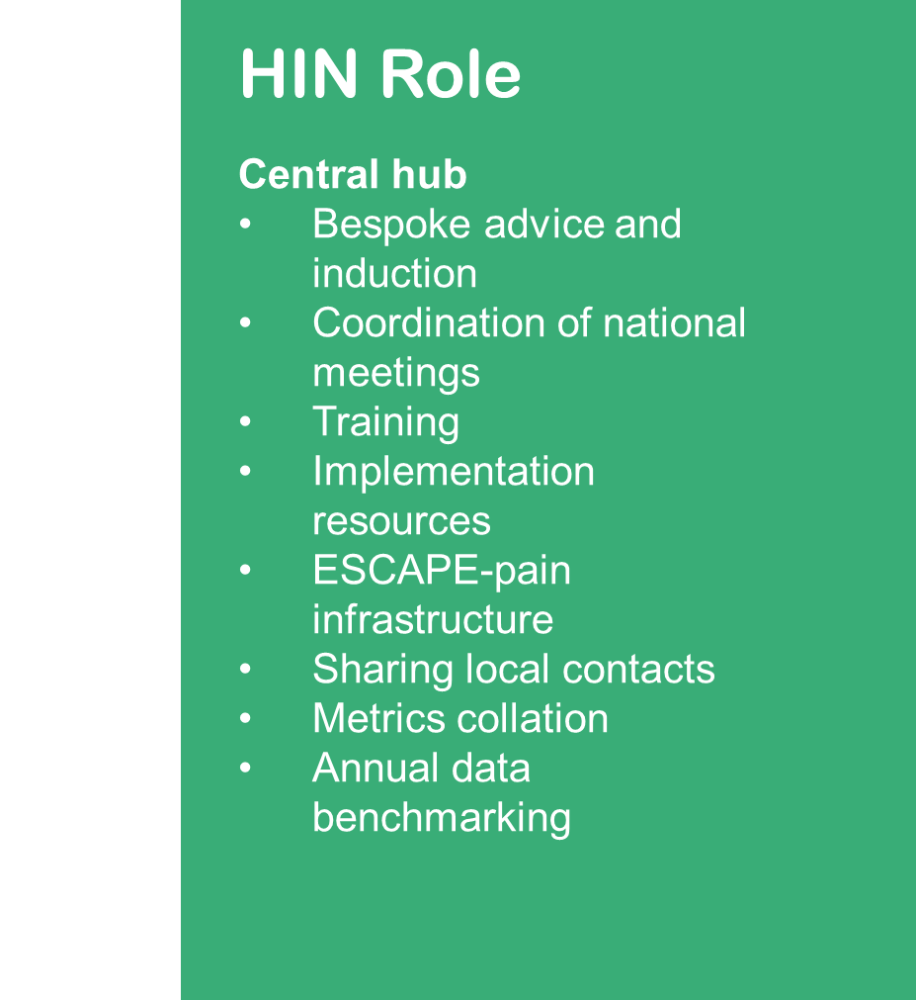 HIN Role
Central hub
• Bespoke advice and
induction
• Coordination of national
meetings
• Training
• Implementation
resources
• ESCAPE-pain
infrastructure
• Sharing local contacts
• Metrics collation
• Annual data
benchmarking